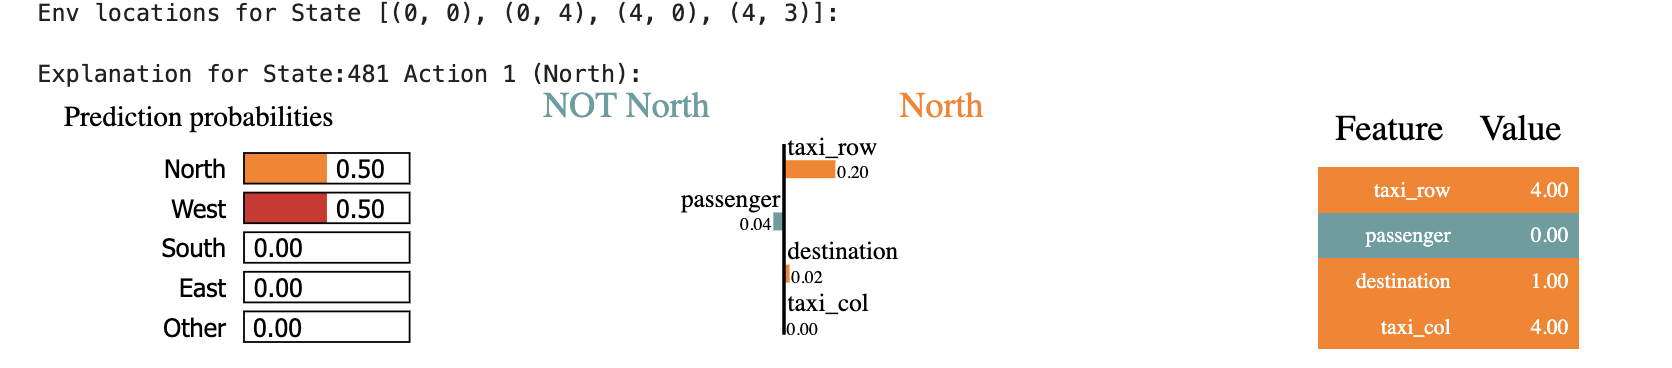 Env locations for State [(0, 0), (0, 4), (4, 0), (4, 3)]:
Explanation for State:481 Action 1 (North):
Prediction probabilities
North 0.50
West 0.50
South 0.00
East 0.00
Other 0.00
NOT North North
taxi_row
0.20
passenger
0.04
destination
0.02
taxi_col
0.00
Feature Value
taxi_row 4.00
passenger 0.00
destination 1.00
taxi_col 4.00